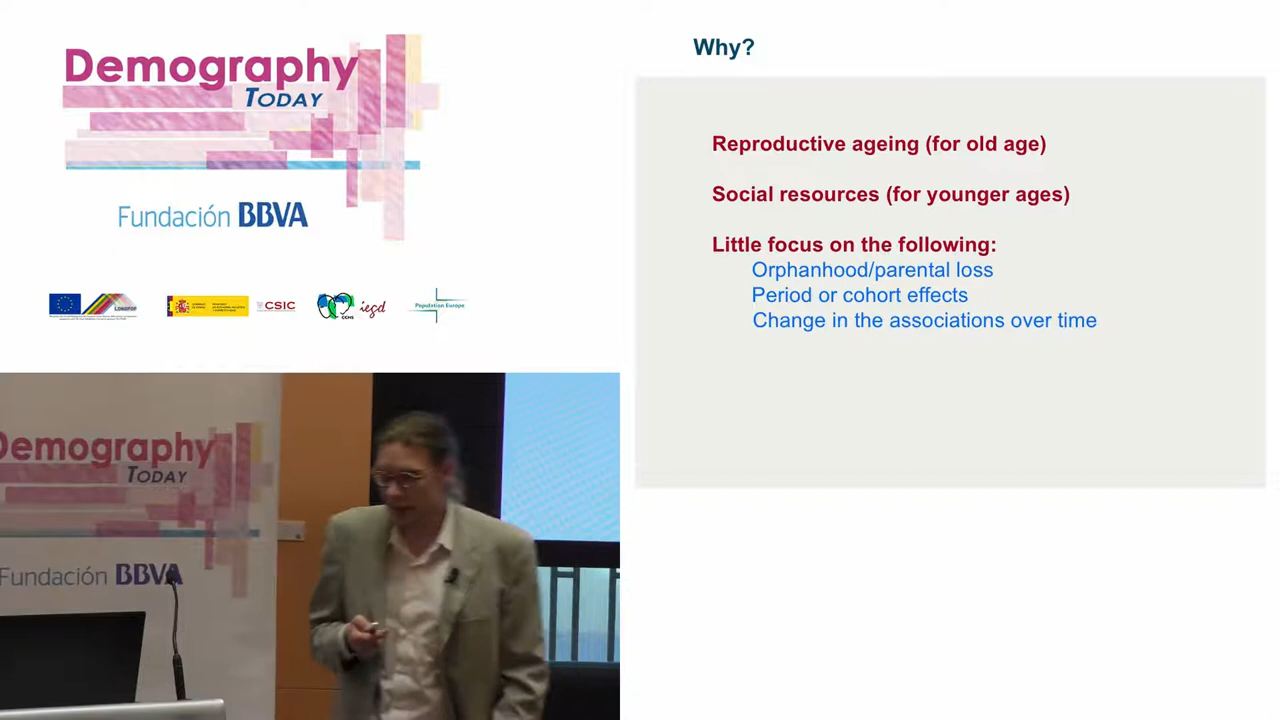 Demography
TODAY
Fundación BBVA
CSIC
CCHS
iegd
Population Europe
Demography
TODAY
Fundación BBVA
Why?
Reproductive ageing (for old age)
Social resources (for younger ages)
Little focus on the following:
Orphanhood/parental loss
Period or cohort effects
Change in the associations over time